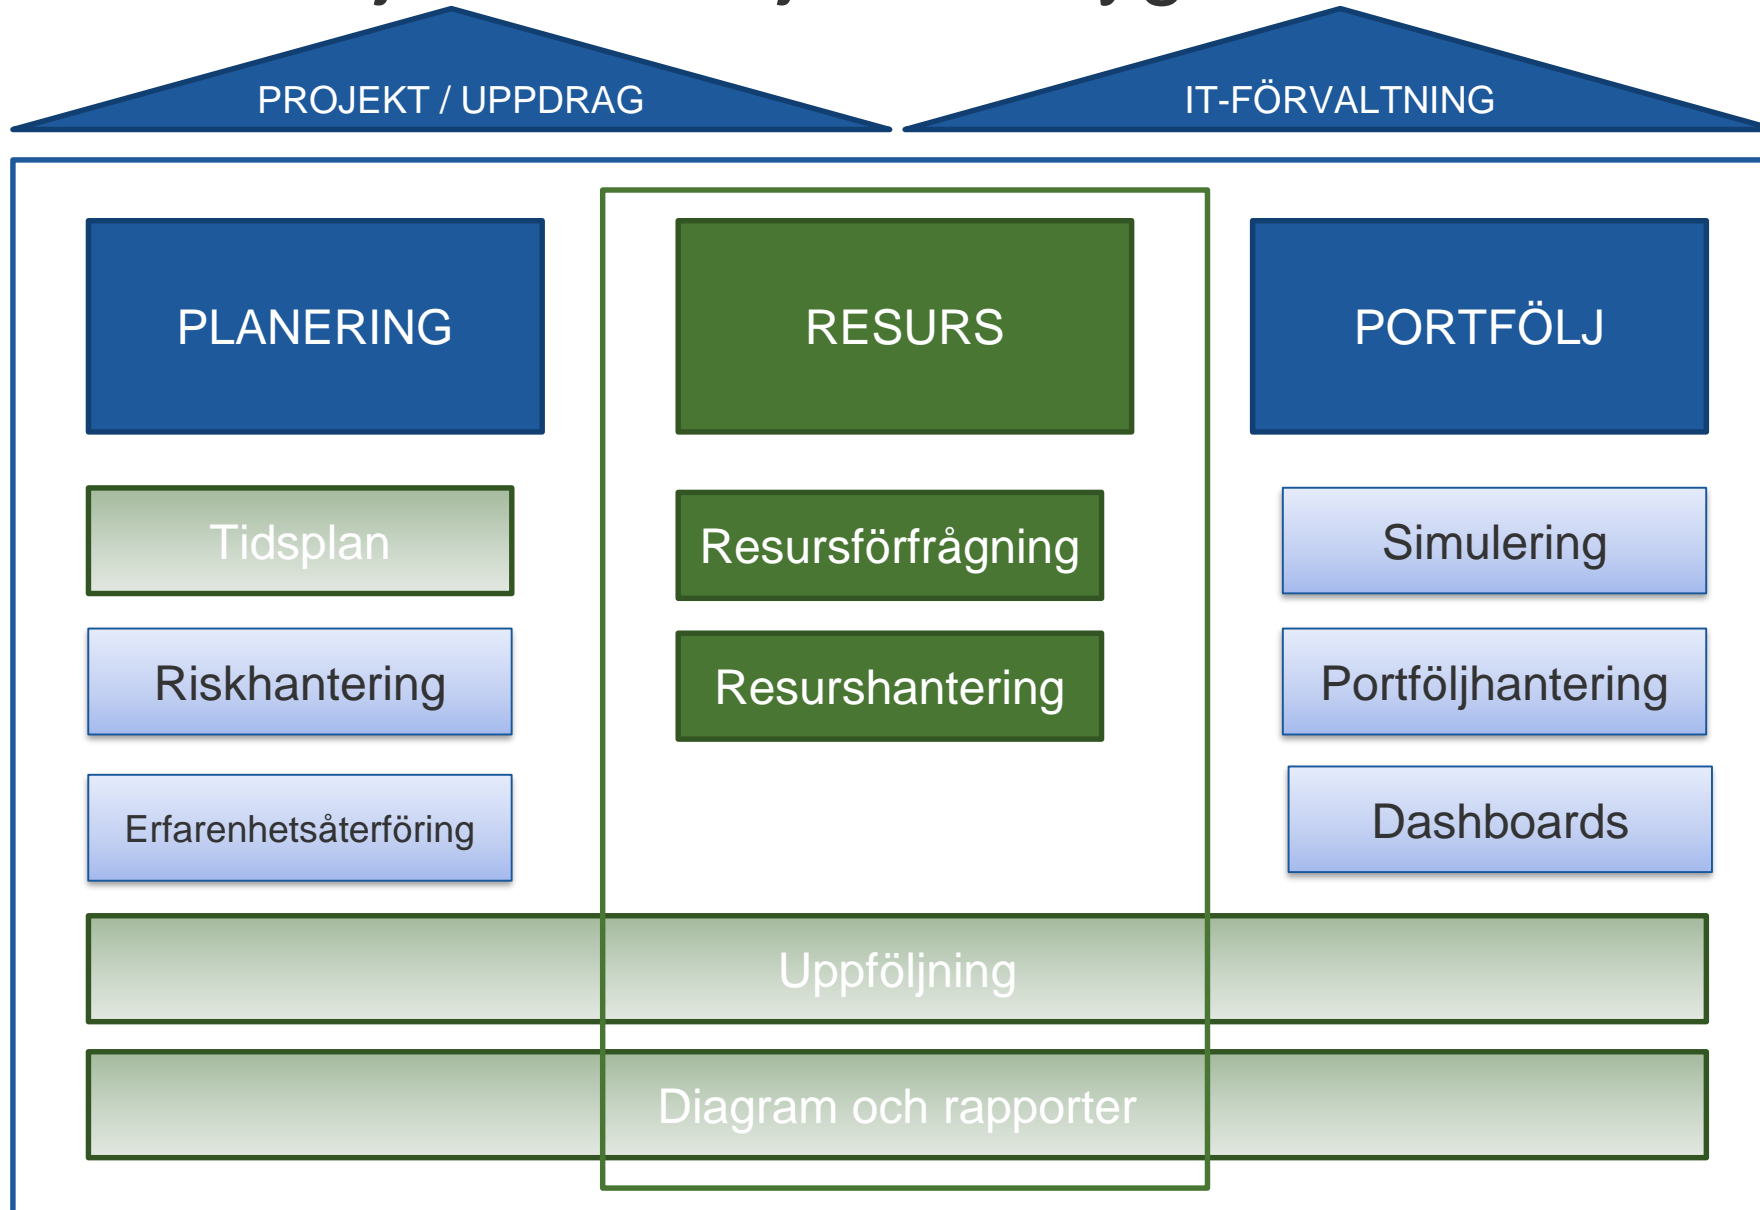 PROJEKT / UPPDRAG
IT-FÖRVALTNING
PLANERING
RESURS
PORTFÖLJ
Tidsplan
Resursförfrågning
Simulering
Riskhantering
Resurshantering
Portföljhantering
Erfarenhetsåterföring
Dashboards
Uppföljning
Diagram och rapporter